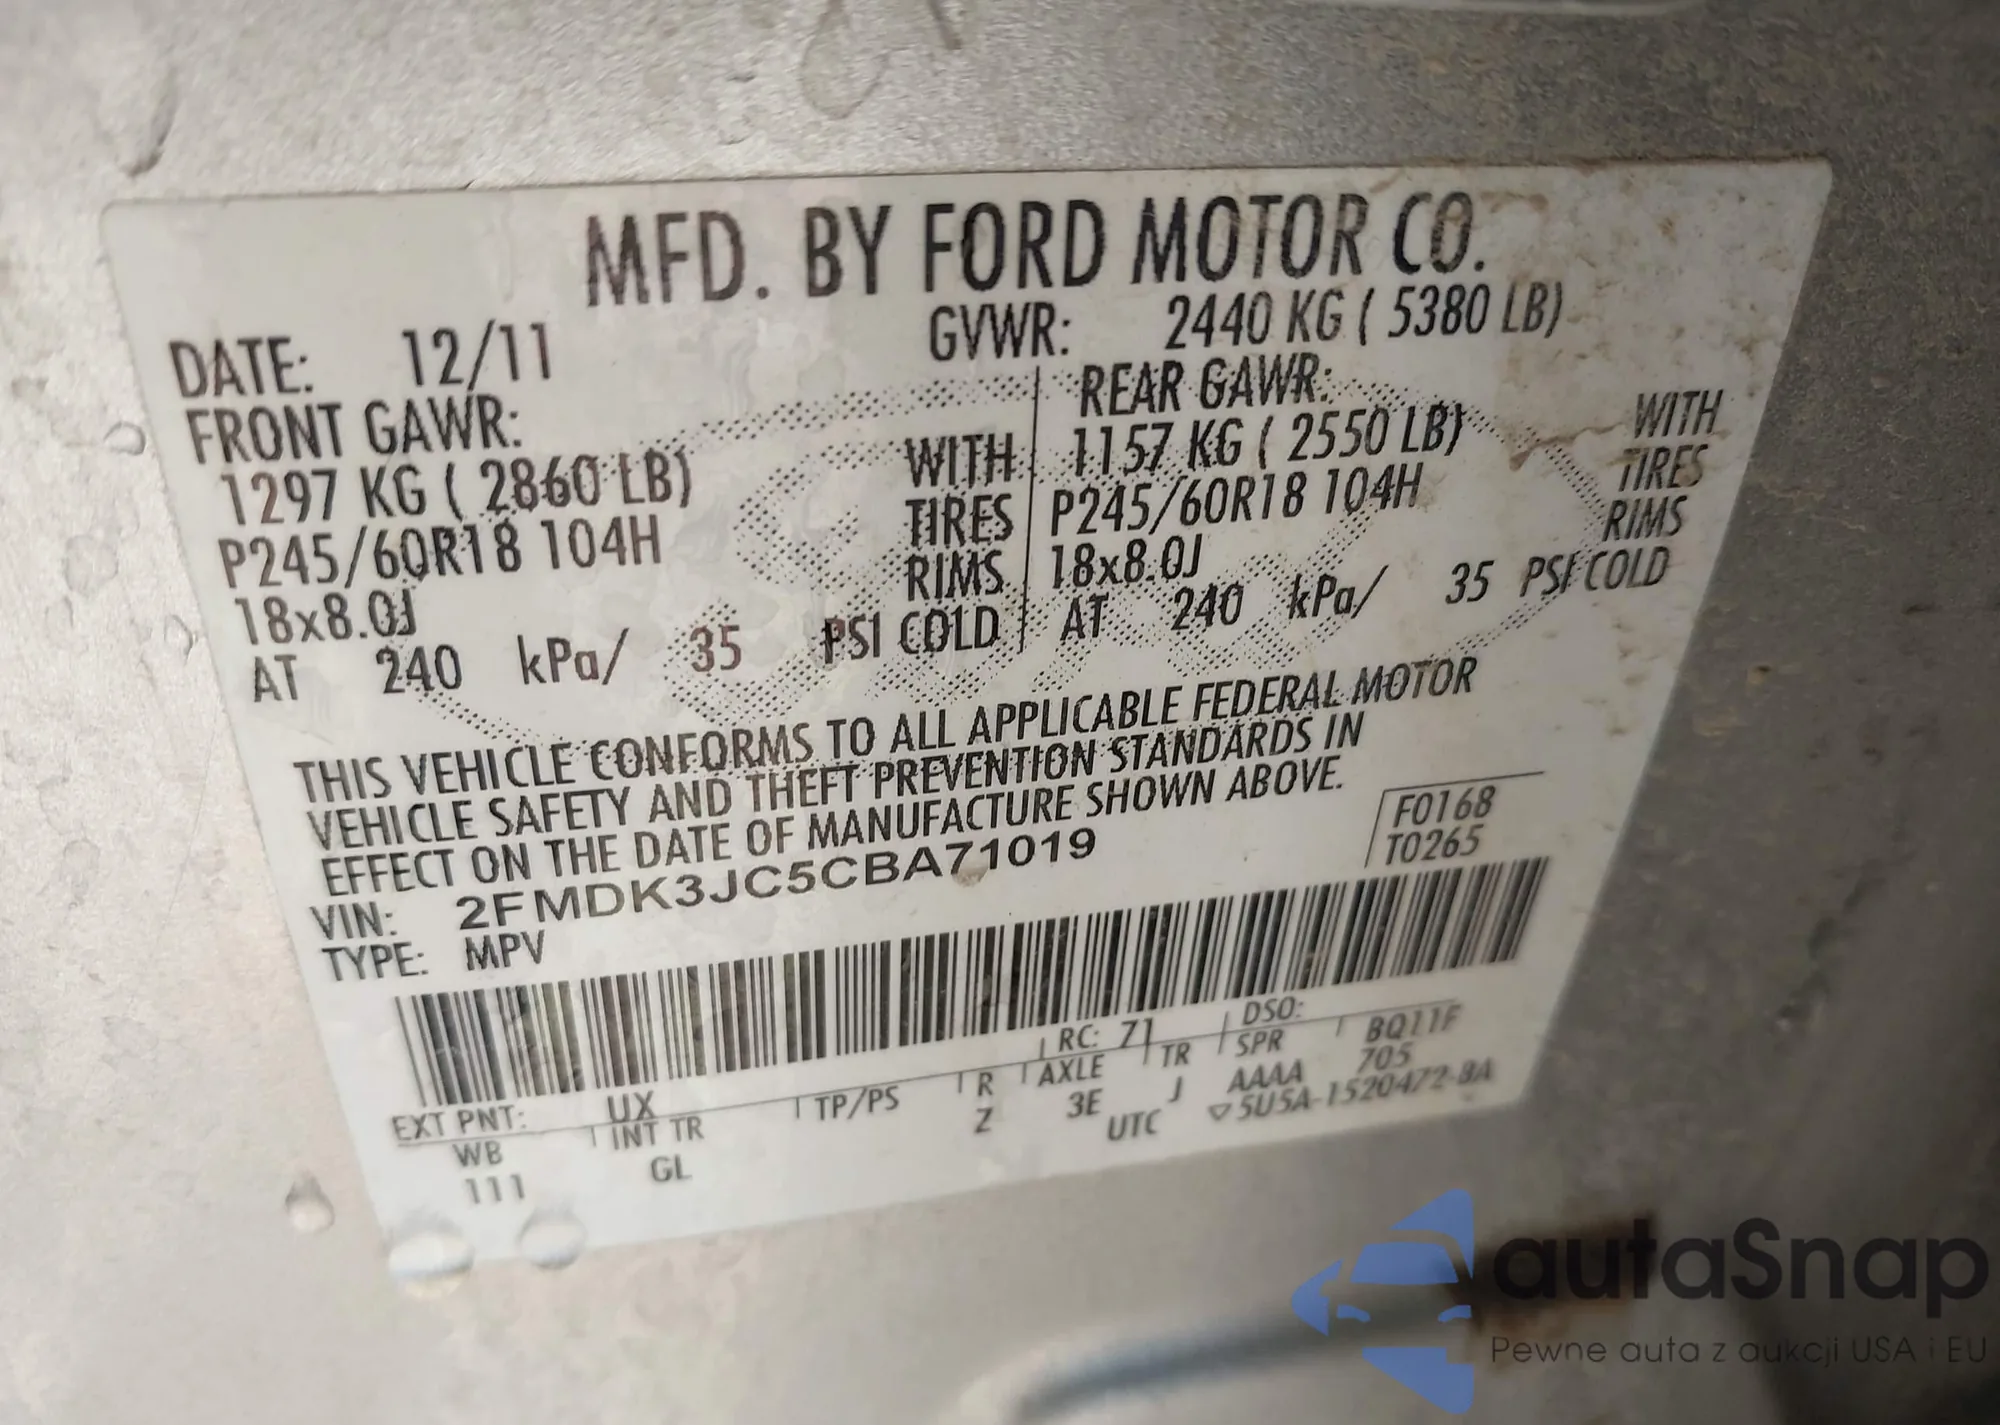 MFD. BY FORD MOTOR CO.
DATE: 12/11 GVWR: 2440 KG ( 5380 LB)
FRONT GAWR: REAR GAWR:
1297 KG ( 2860 LB) WITH 1157 KG ( 2550 LB) WITH
P245/60R18 104H TIRES P245/60R18 104H TIRES
18x8.0J RIMS 18x8.0J RIMS
AT 240 kPa/ 35 PSI COLD AT 240 kPa/ 35 PSI COLD
THIS VEHICLE CONFORMS TO ALL APPLICABLE FEDERAL MOTOR
VEHICLE SAFETY AND THEFT PREVENTION STANDARDS IN
EFFECT ON THE DATE OF MANUFACTURE SHOWN ABOVE.
F0168
T0265
VIN: 2FMDK3JC5CBA71019
TYPE: MPV
EXT PNT: UX RC: 71 DSO: BQ11F
WB INT TR TP/PS R AXLE TR SPR 705
111 GL Z 3E J AAAA
UTC ▽5U5A-1520472-BA
autaSnap
Pewne auta z aukcji USA i EU